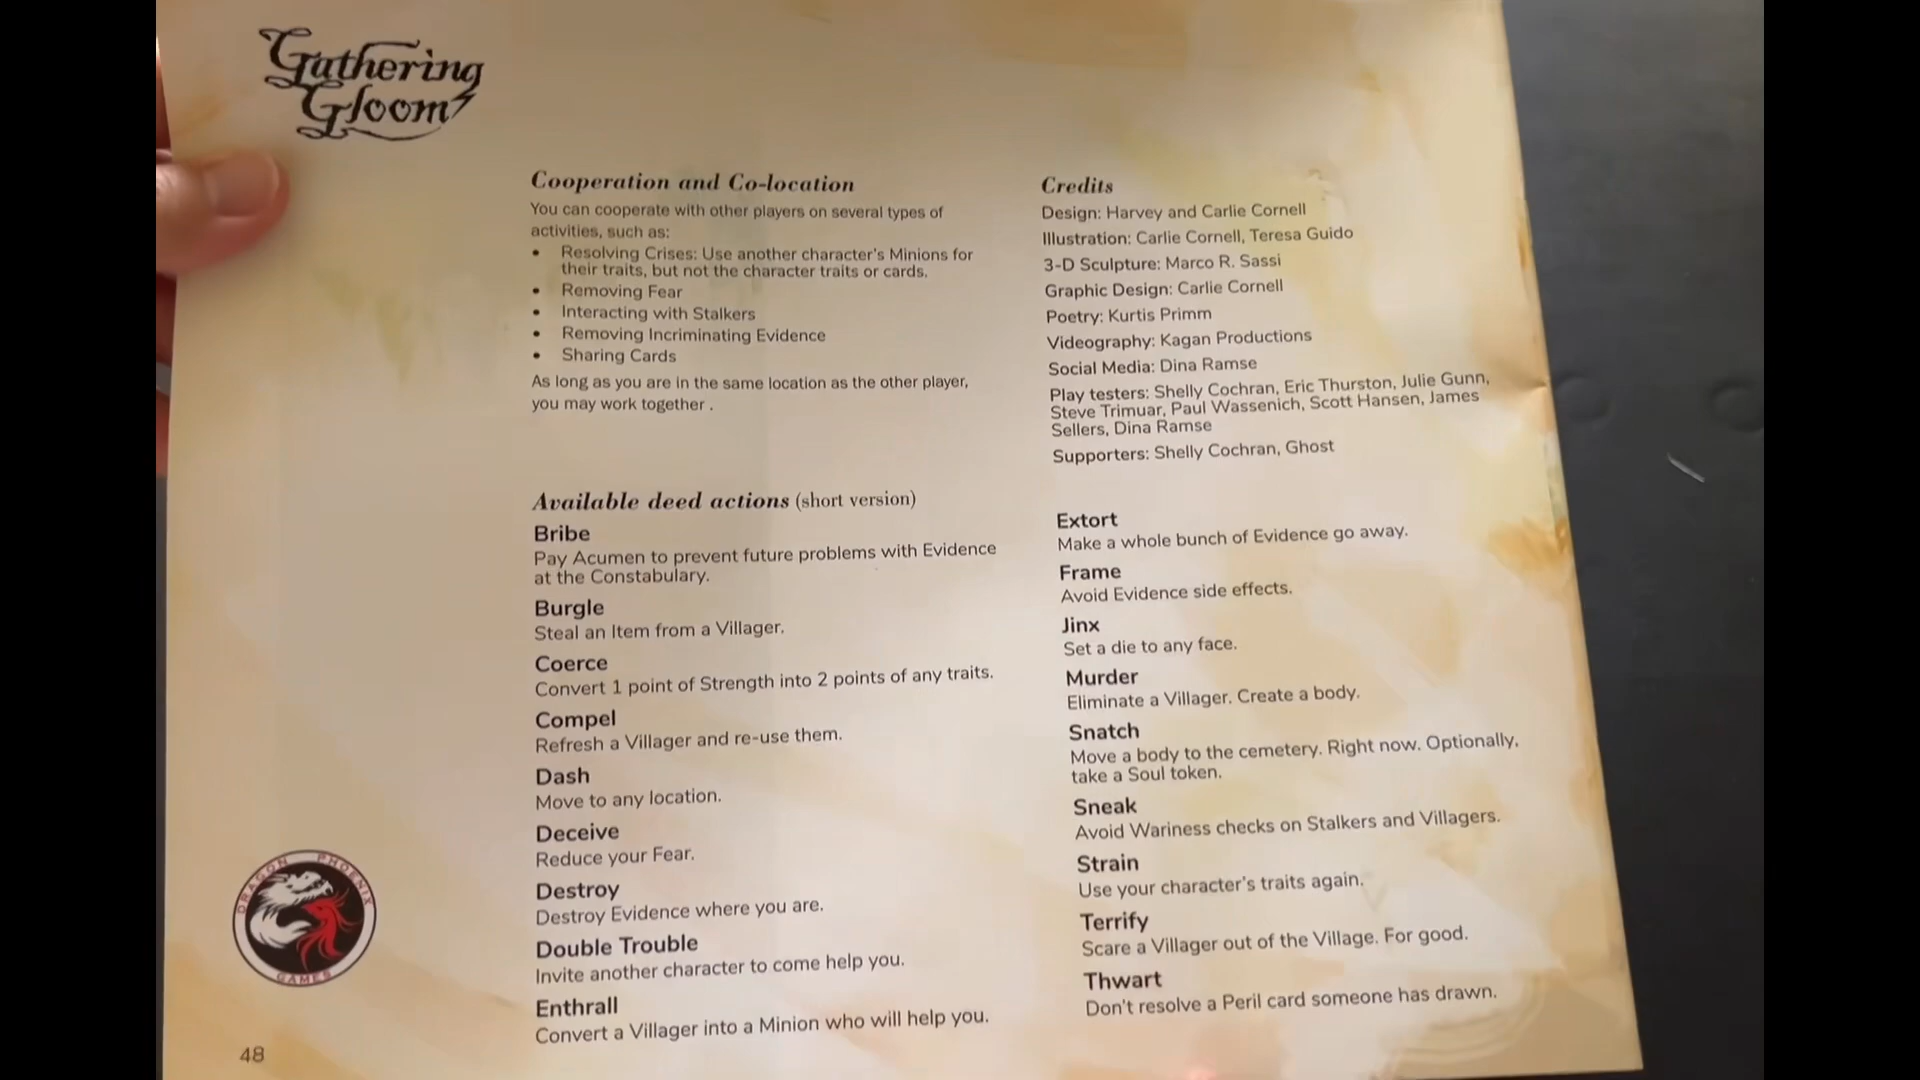 Gathering
Gloom
Cooperation and Co-location
You can cooperate with other players on several types of
activities, such as:
• Resolving Crises: Use another character's Minions for
their traits, but not the character traits or cards.
• Removing Fear
• Interacting with Stalkers
• Removing Incriminating Evidence
• Sharing Cards
As long as you are in the same location as the other player,
you may work together .
Credits
Design: Harvey and Carlie Cornell
Illustration: Carlie Cornell, Teresa Guido
3-D Sculpture: Marco R. Sassi
Graphic Design: Carlie Cornell
Poetry: Kurtis Primm
Videography: Kagan Productions
Social Media: Dina Ramse
Play testers: Shelly Cochran, Eric Thurston, Julie Gunn,
Steve Trimuar, Paul Wassenich, Scott Hansen, James
Sellers, Dina Ramse
Supporters: Shelly Cochran, Ghost
Available deed actions (short version)
Bribe
Pay Acumen to prevent future problems with Evidence
at the Constabulary.
Burgle
Steal an Item from a Villager.
Coerce
Convert 1 point of Strength into 2 points of any traits.
Compel
Refresh a Villager and re-use them.
Dash
Move to any location.
Deceive
Reduce your Fear.
Destroy
Destroy Evidence where you are.
Double Trouble
Invite another character to come help you.
Enthrall
Convert a Villager into a Minion who will help you.
Extort
Make a whole bunch of Evidence go away.
Frame
Avoid Evidence side effects.
Jinx
Set a die to any face.
Murder
Eliminate a Villager. Create a body.
Snatch
Move a body to the cemetery. Right now. Optionally,
take a Soul token.
Sneak
Avoid Wariness checks on Stalkers and Villagers.
Strain
Use your character's traits again.
Terrify
Scare a Villager out of the Village. For good.
Thwart
Don't resolve a Peril card someone has drawn.
DRAGON PHOENIX
GAMES
48